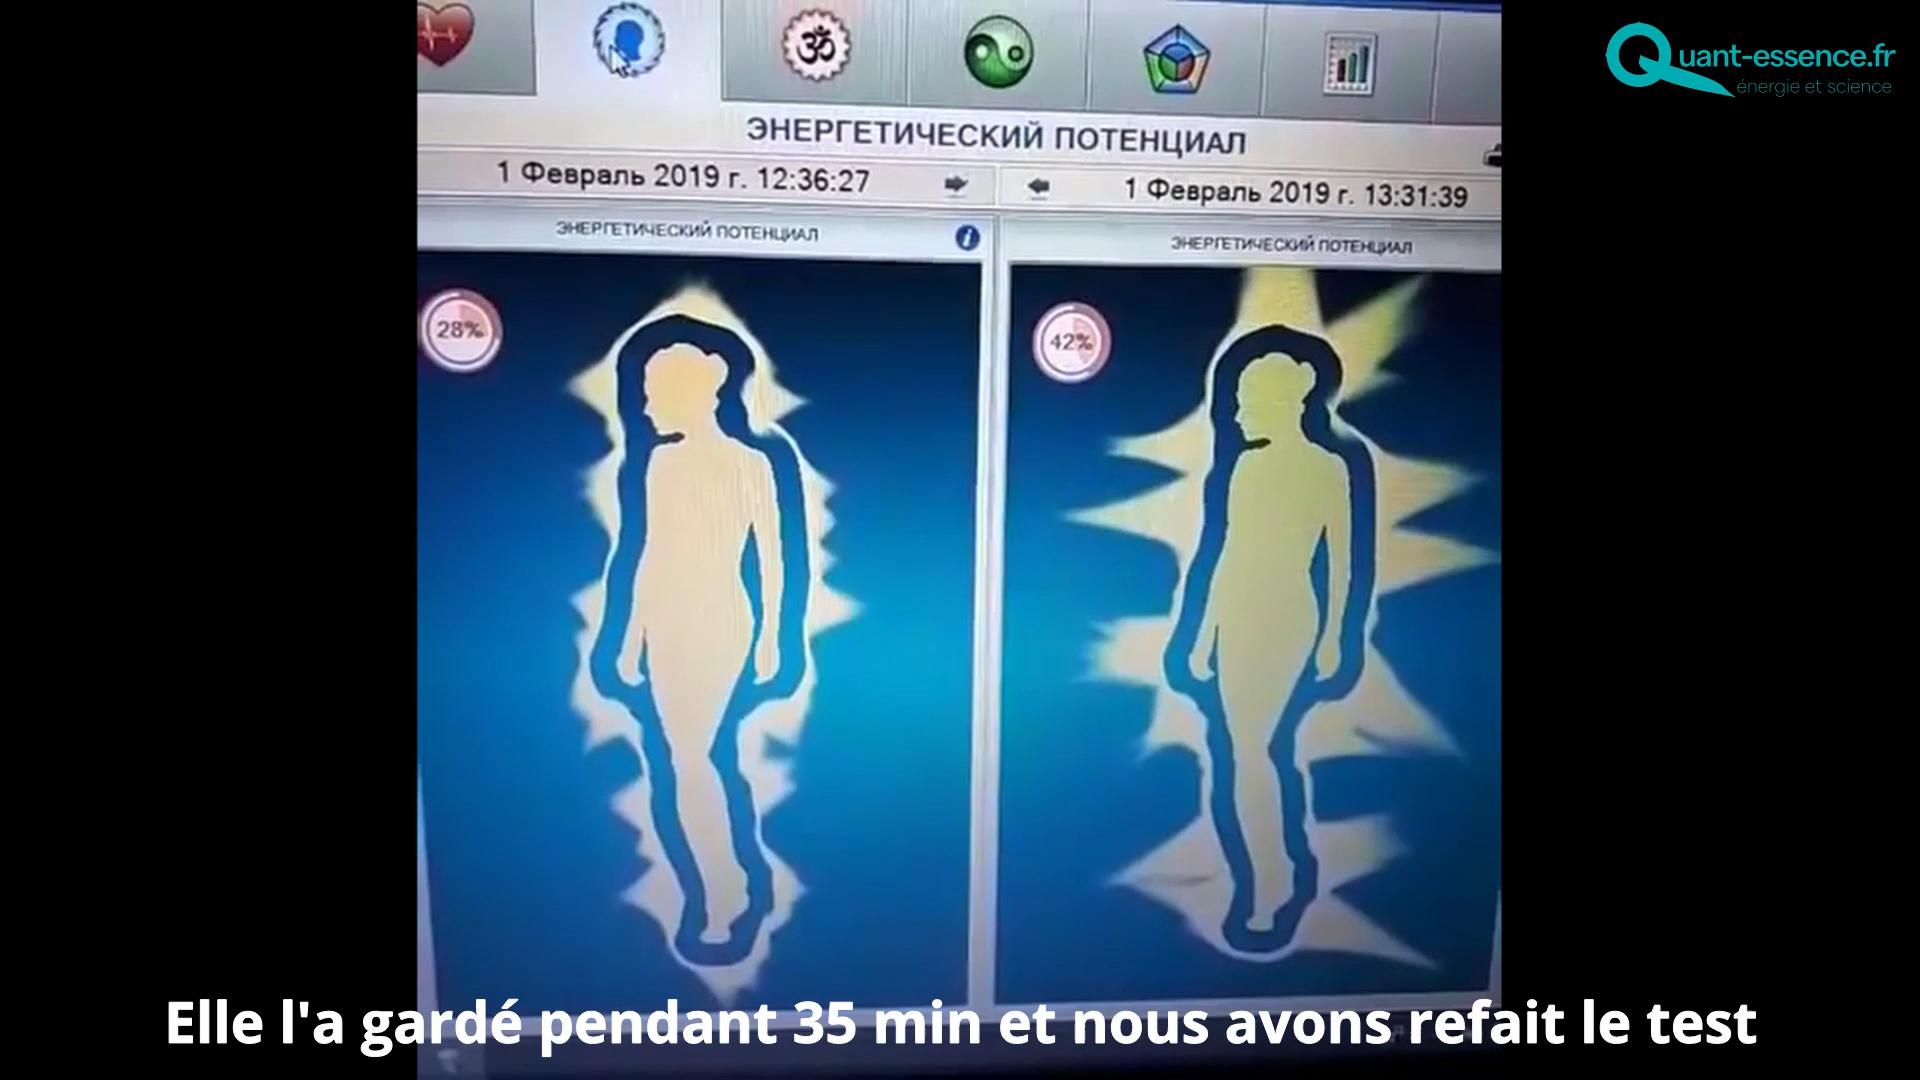 uant-essence.fr
énergie et science
ЭНЕРГЕТИЧЕСКИЙ ПОТЕНЦИАЛ
1 Февраль 2019 г. 12:36:27
1 Февраль 2019 г. 13:31:39
ЭНЕРГЕТИЧЕСКИЙ ПОТЕНЦИАЛ
ЭНЕРГЕТИЧЕСКИЙ ПОТЕНЦИАЛ
28%
42%
Elle l'a gardé pendant 35 min et nous avons refait le test